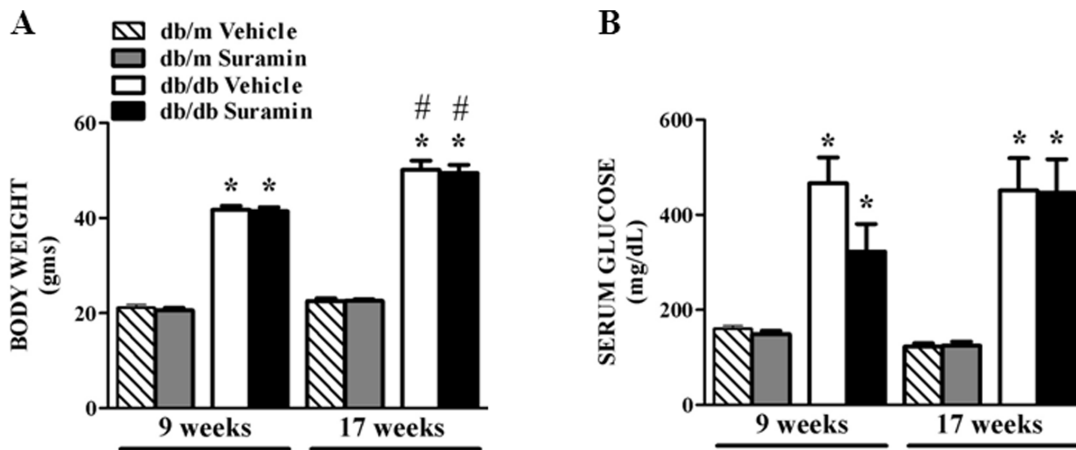 A
db/m Vehicle
db/m Suramin
db/db Vehicle
db/db Suramin
BODY WEIGHT
(gms)
60
40
20
0
* *
# #
* *
9 weeks 17 weeks
B
SERUM GLUCOSE
(mg/dL)
600
400
200
0
* *
* *
9 weeks 17 weeks